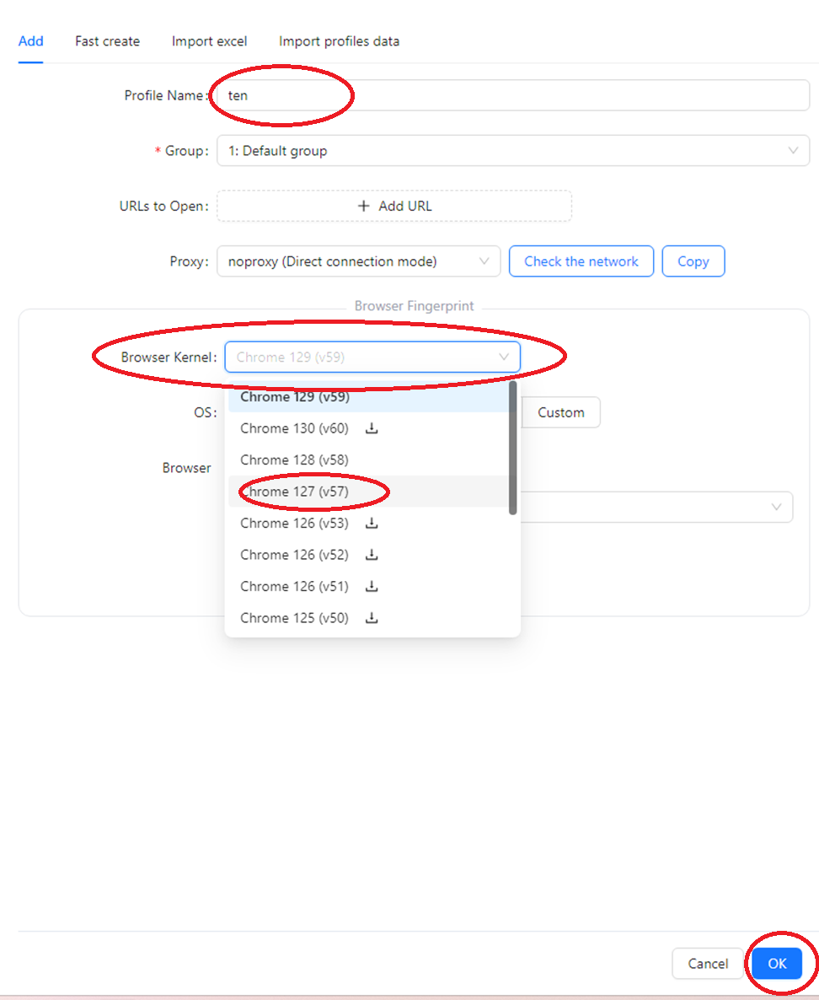 Add Fast create Import excel Import profiles data
Profile Name: ten
* Group: 1: Default group
URLs to Open: + Add URL
Proxy: noproxy (Direct connection mode) Check the network Copy
Browser Fingerprint
Browser Kernel: Chrome 129 (v59)
Chrome 129 (v59)
OS: Custom
Chrome 130 (v60)
Chrome 128 (v58)
Browser
Chrome 127 (v57)
Chrome 126 (v53)
Chrome 126 (v52)
Chrome 126 (v51)
Chrome 125 (v50)
Cancel OK